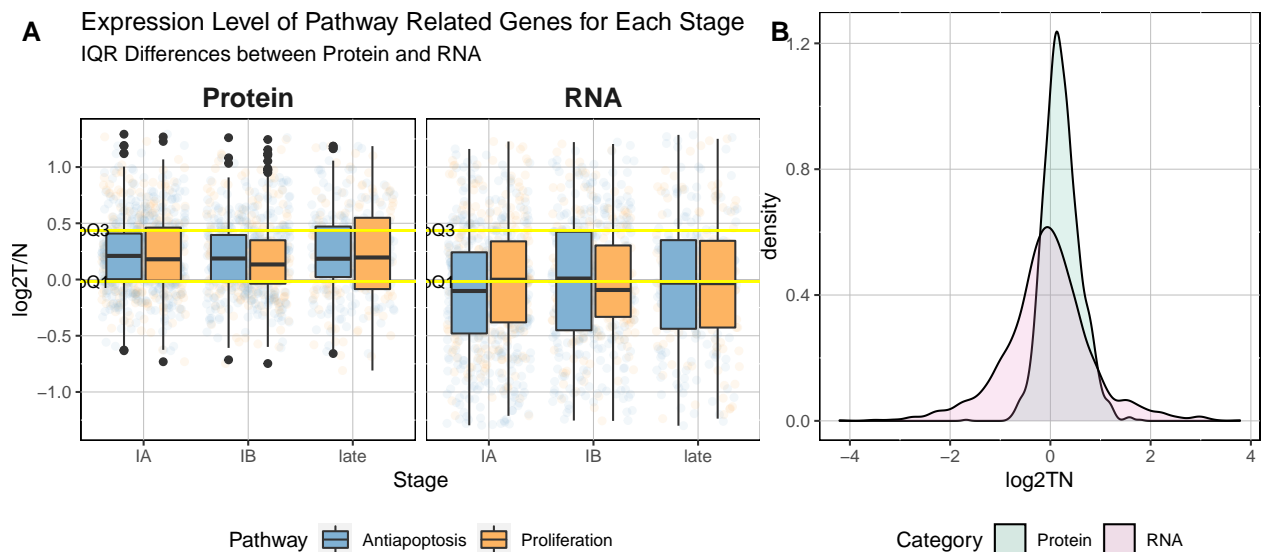 A
Expression Level of Pathway Related Genes for Each Stage
IQR Differences between Protein and RNA
Protein
RNA
log2T/N
1.0
0.5
0.0
−0.5
−1.0
Q3
Q1
Q3
Q1
IA
IB
late
IA
IB
late
Stage
Pathway
Antiapoptosis
Proliferation
B
density
1.2
0.8
0.4
0.0
−4
−2
0
2
4
log2TN
Category
Protein
RNA